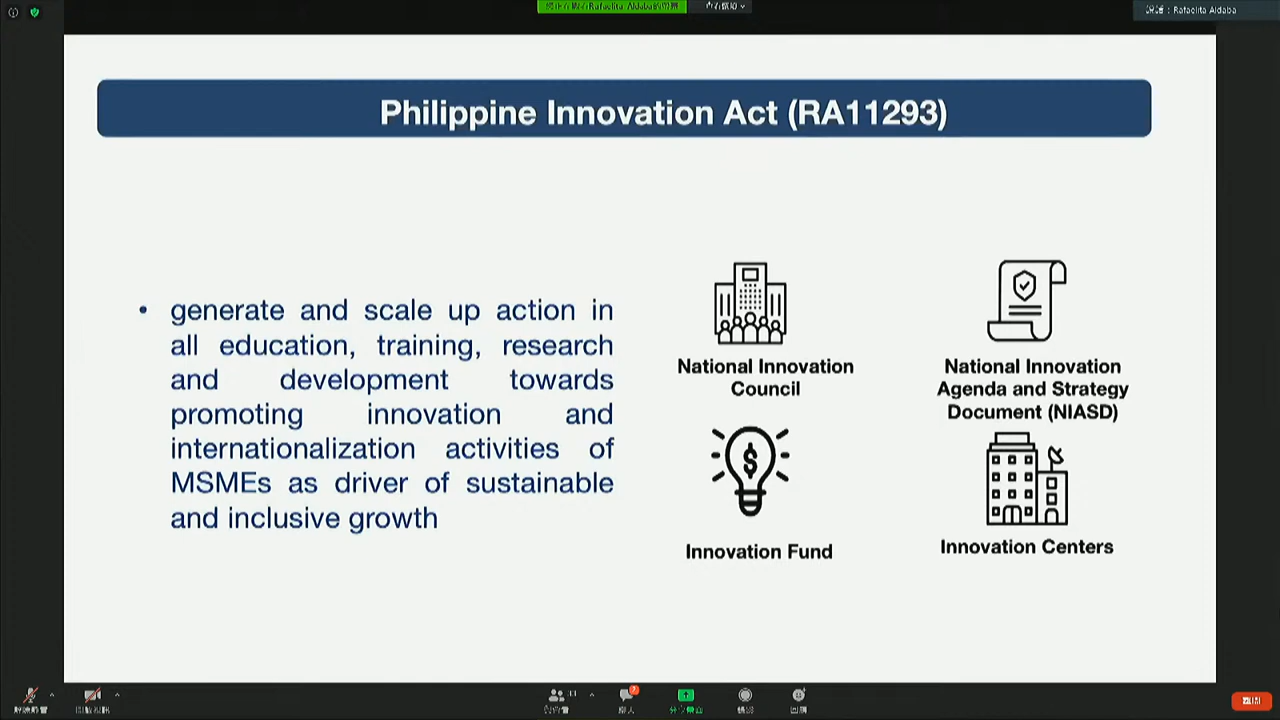 Rafaelita Aldaba
Philippine Innovation Act (RA11293)
• generate and scale up action in
all education, training, research
and development towards
promoting innovation and
internationalization activities of
MSMEs as driver of sustainable
and inclusive growth
National Innovation
Council
National Innovation
Agenda and Strategy
Document (NIASD)
$
Innovation Fund
Innovation Centers
7